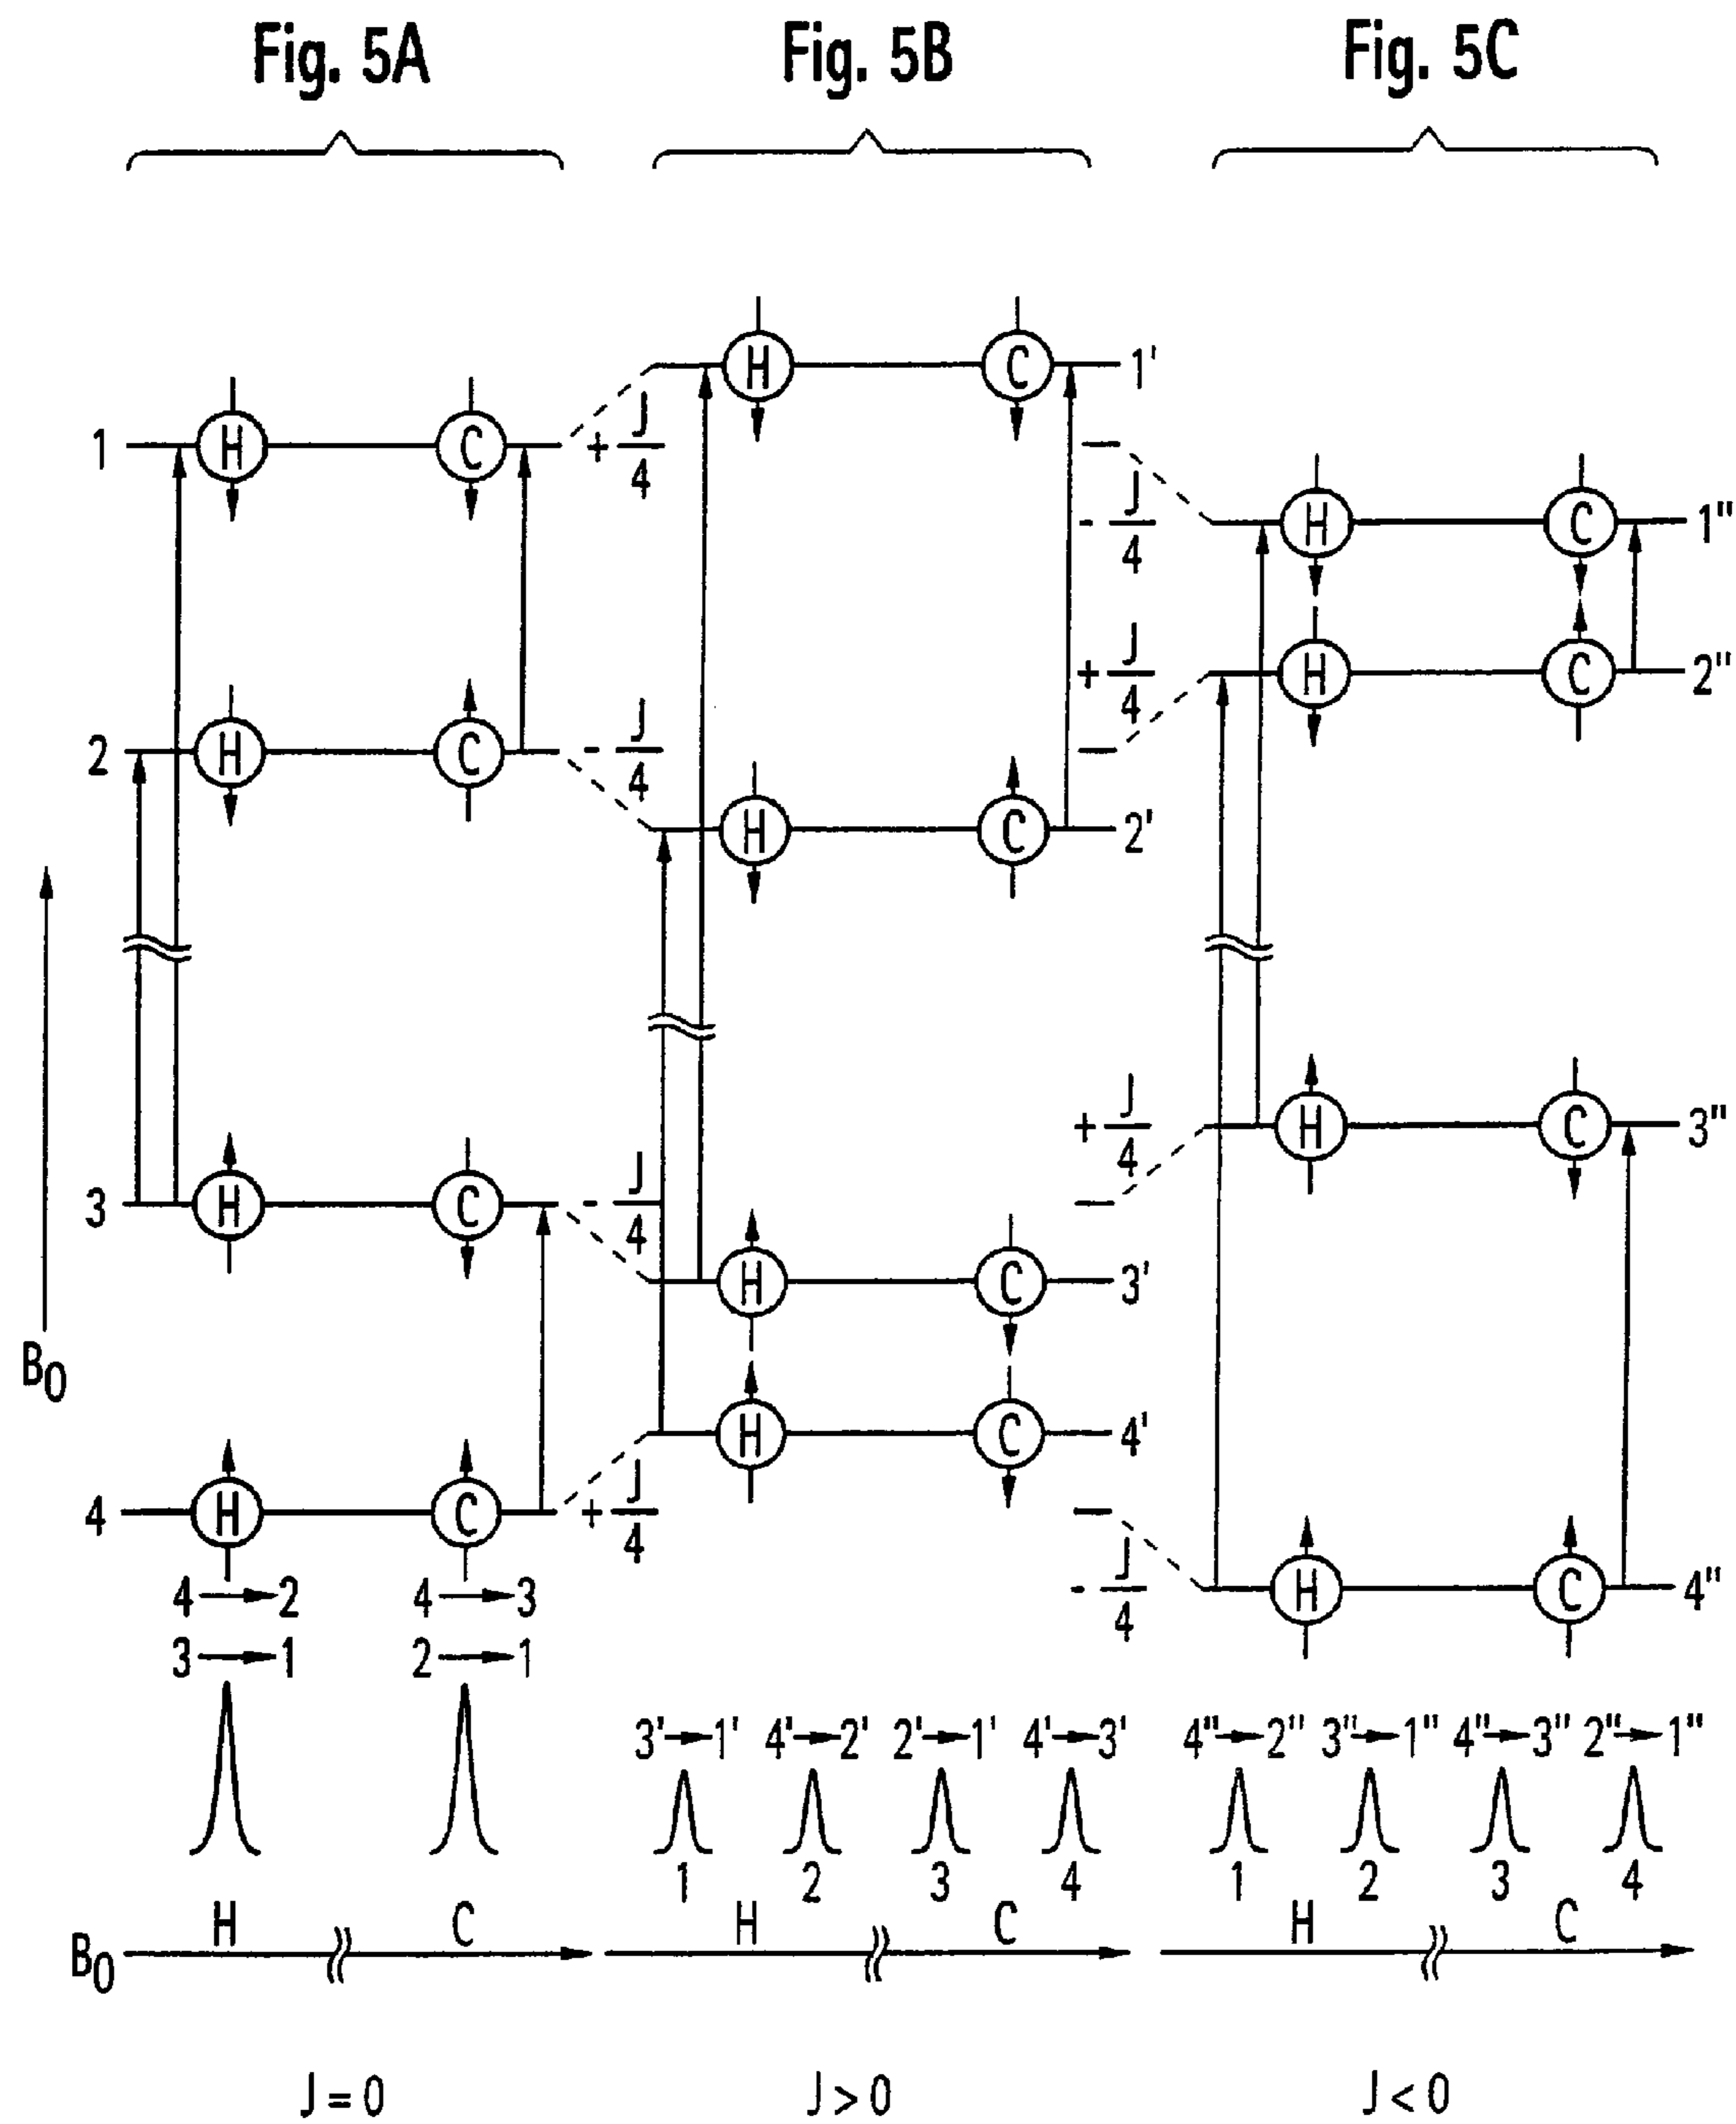 Fig. 5A
Fig. 5B
Fig. 5C
H C 1'
1 H C + J/4
- J/4 H C 1"
+ J/4 H C 2"
2 H C - J/4
H C 2'
+ J/4 H C 3"
3 H C - J/4
H C 3'
B0
H C 4'
4 H C + J/4
- J/4 H C 4"
4→2 4→3
3→1 2→1
3'→1' 4'→2' 2'→1' 4'→3'
4"→2" 3"→1" 4"→3" 2"→1"
1 2 3 4
1 2 3 4
B0 H C
H C
H C
J = 0
J > 0
J < 0